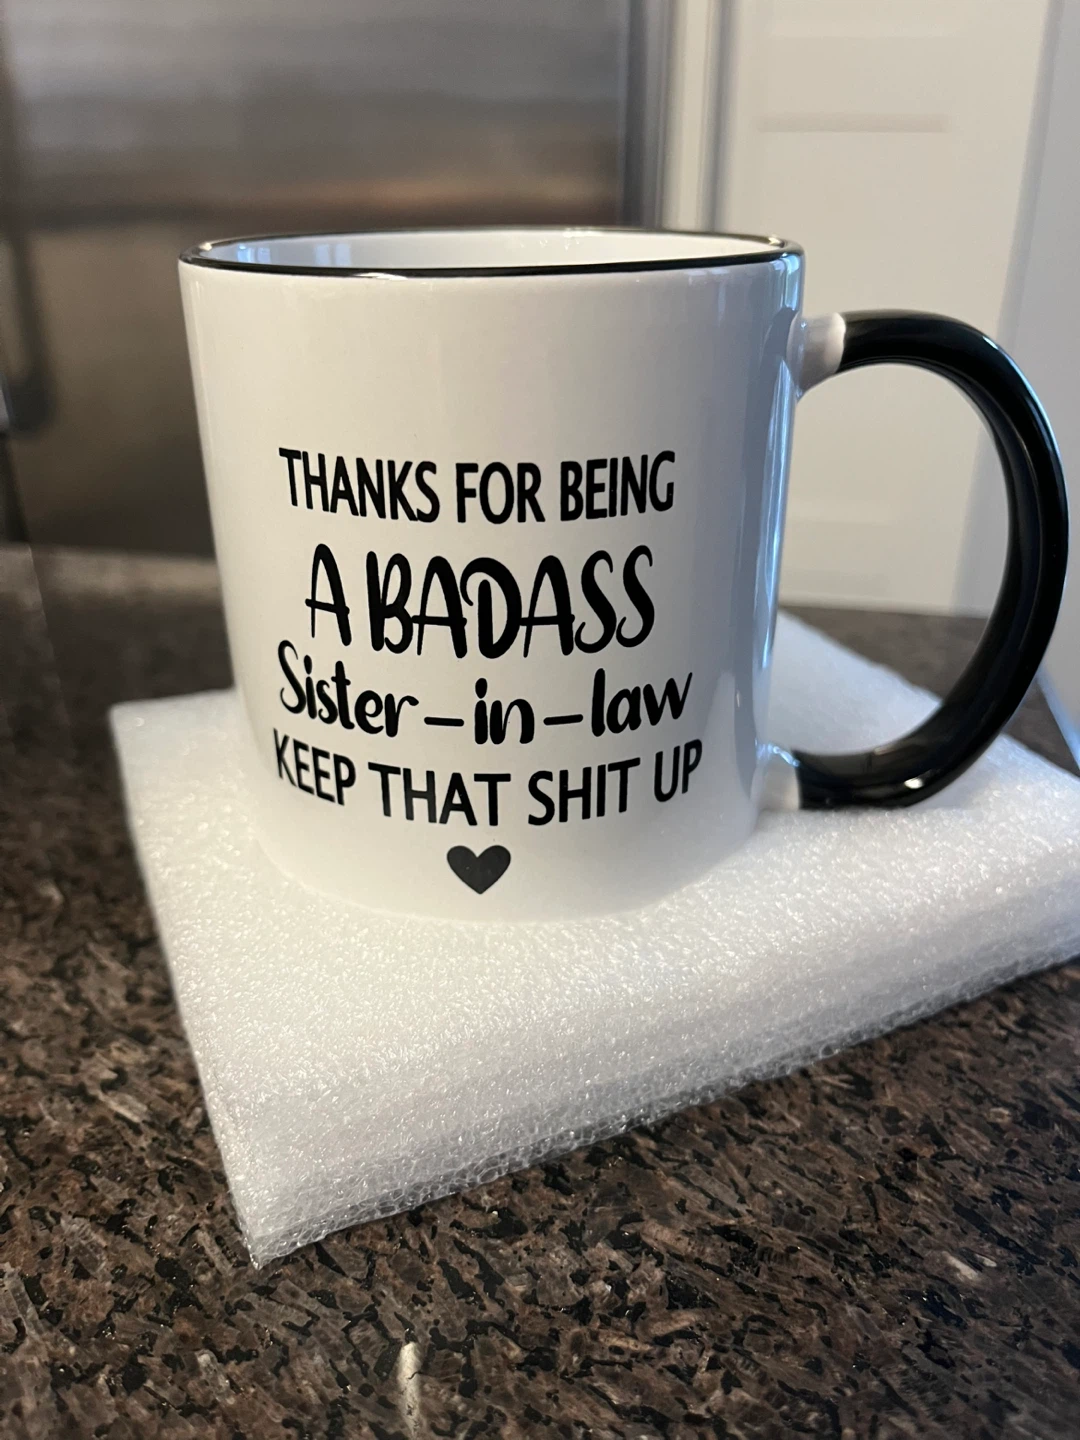 THANKS FOR BEING
A BADASS
Sister-in-law
KEEP THAT SHIT UP